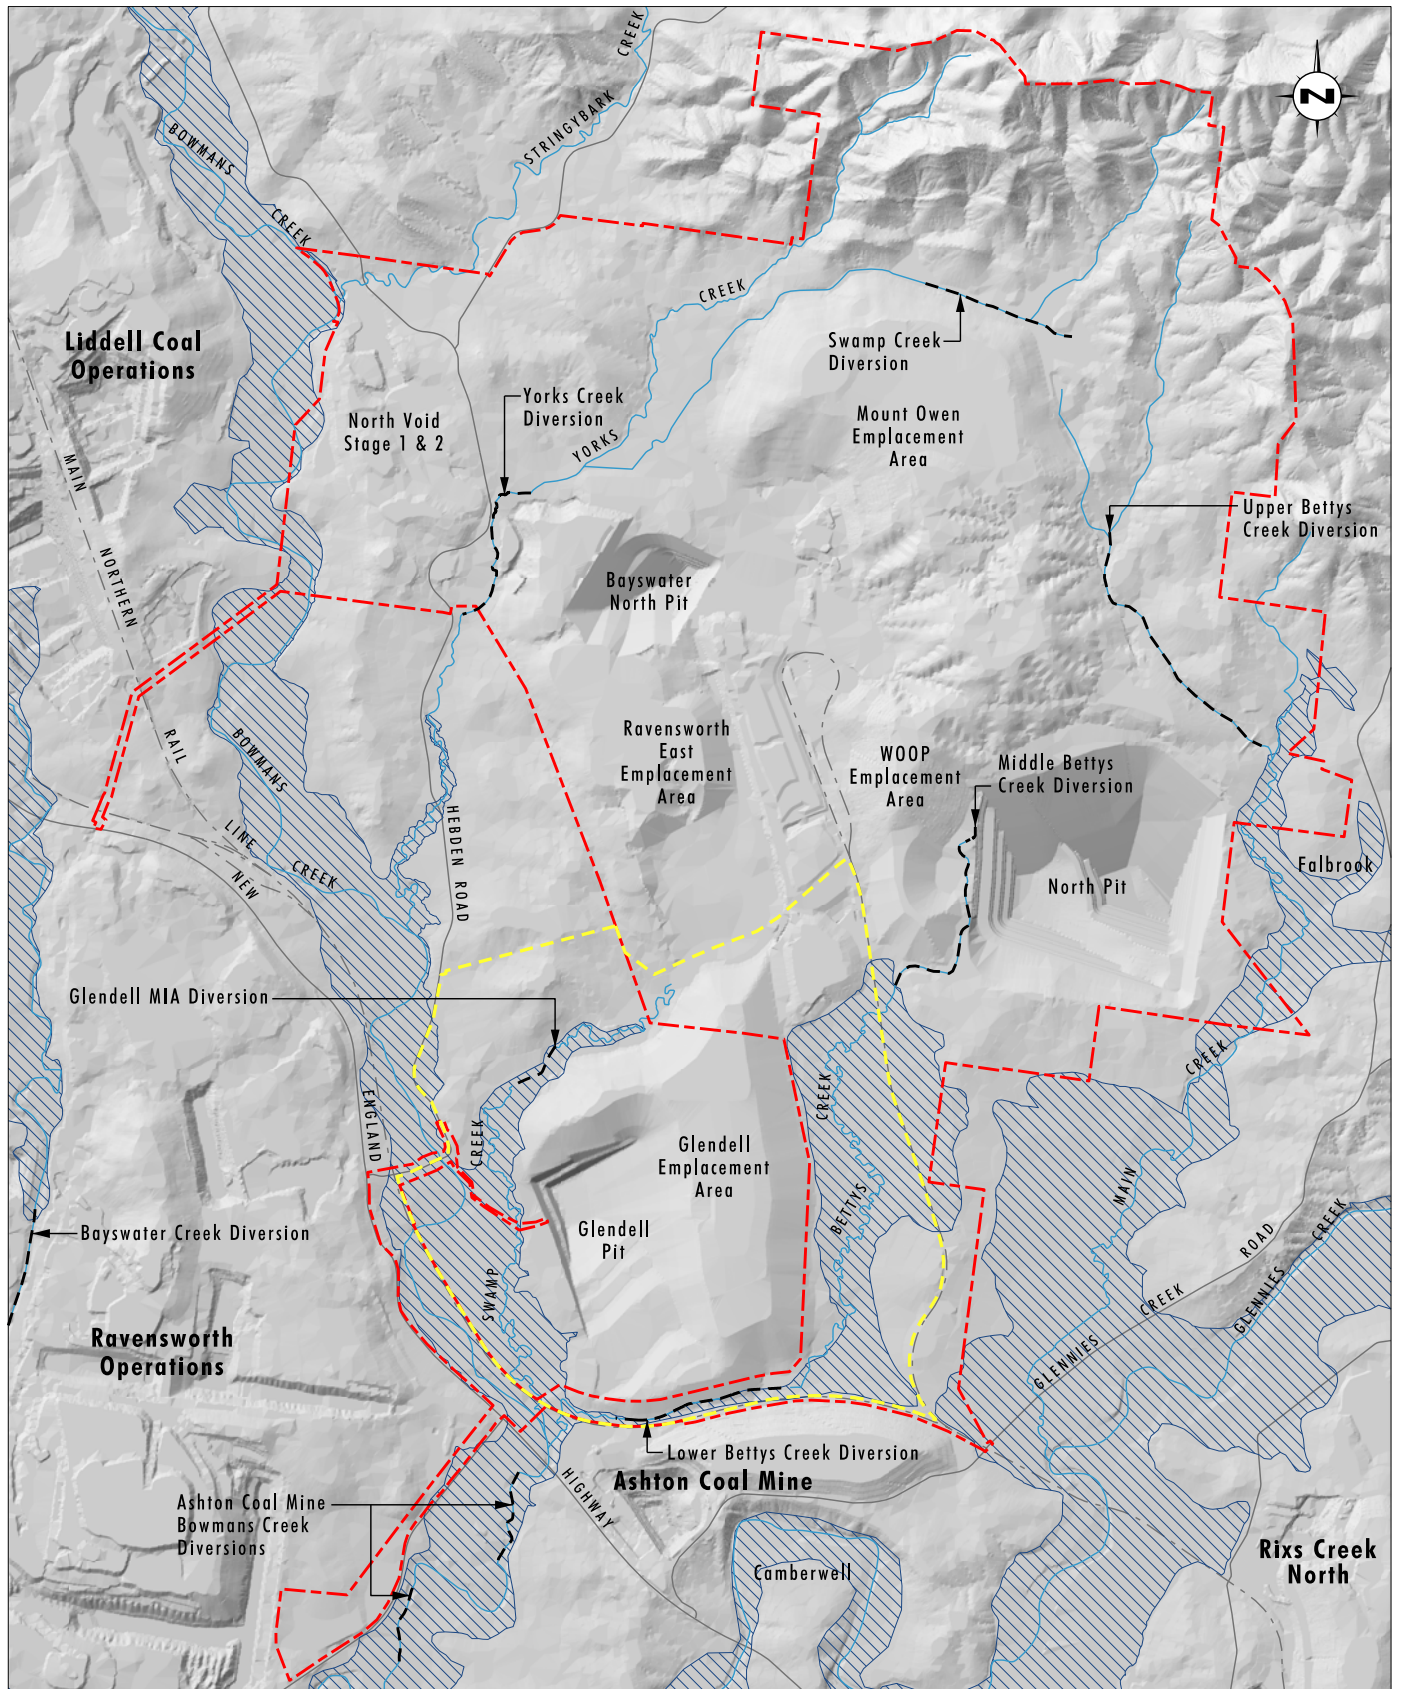 CREEK
STRINGYBARK
N
BOWMANS
CREEK
CREEK
Liddell Coal
Operations
Swamp Creek
Diversion
Yorks Creek
Diversion
North Void
Stage 1 & 2
Mount Owen
Emplacement
Area
YORKS
MAIN
Upper Bettys
Creek Diversion
NORTHERN
Bayswater
North Pit
RAIL
BOWMANS
Ravensworth
East
Emplacement
Area
WOOP
Emplacement
Area
Middle Bettys
Creek Diversion
LINE
HEBDEN ROAD
CREEK
NEW
North Pit
Falbrook
Glendell MIA Diversion
CREEK
ENGLAND
CREEK
CREEK
Glendell
Emplacement
Area
BETTYS
MAIN
Bayswater Creek Diversion
Glendell
Pit
ROAD
CREEK
SWAMP
CREEK
GLENNIES
Ravensworth
Operations
GLENNIES
Lower Bettys Creek Diversion
Ashton Coal Mine
HIGHWAY
Ashton Coal Mine
Bowmans Creek
Diversions
Camberwell
Rixs Creek
North